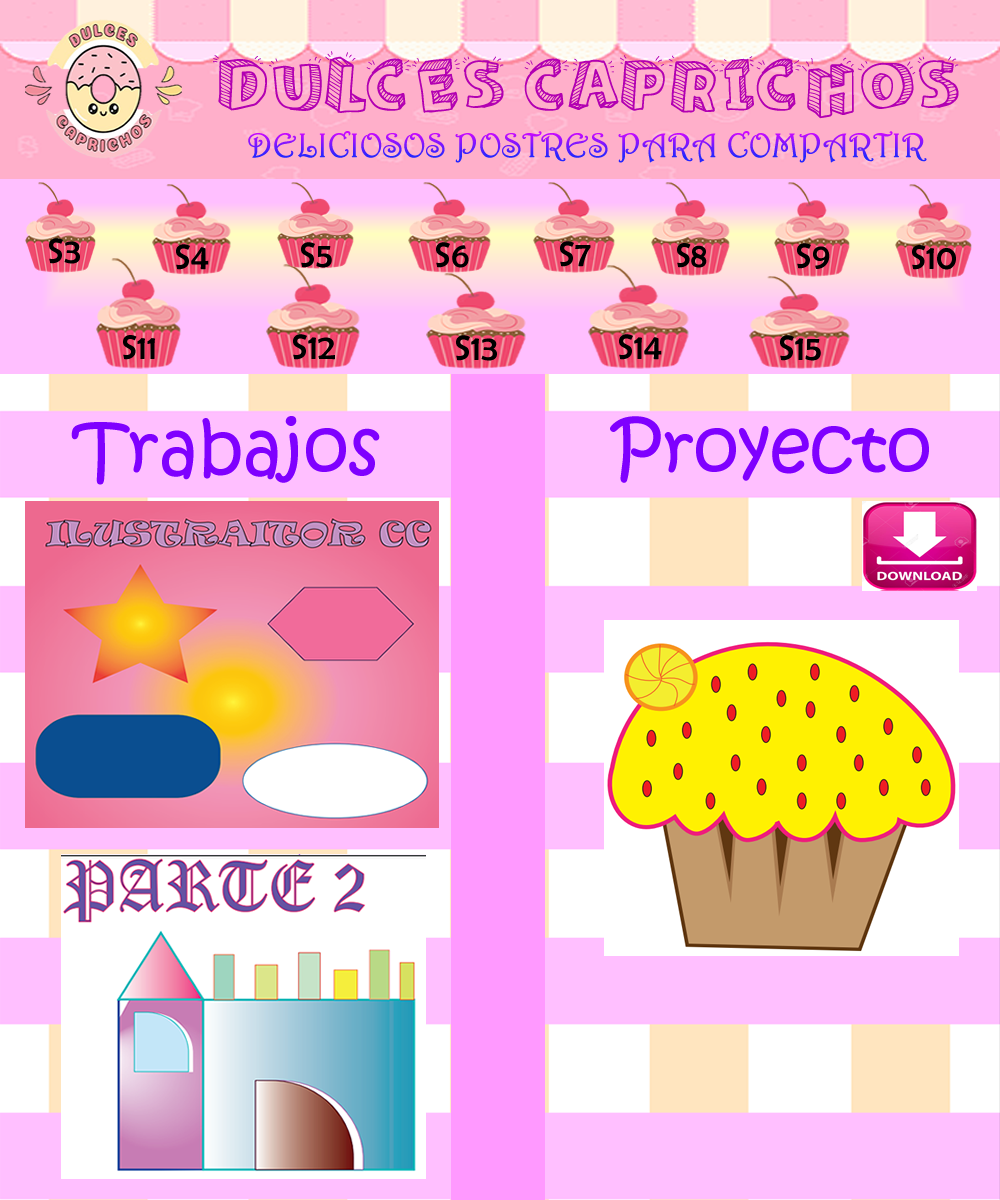 DULCES
CAPRICHOS
DULCES CAPRICHOS
DELICIOSOS POSTRES PARA COMPARTIR
S3 S4 S5 S6 S7 S8 S9 S10
S11 S12 S13 S14 S15
Trabajos
Proyecto
ILUSTRAITOR CC
DOWNLOAD
PARTE 2